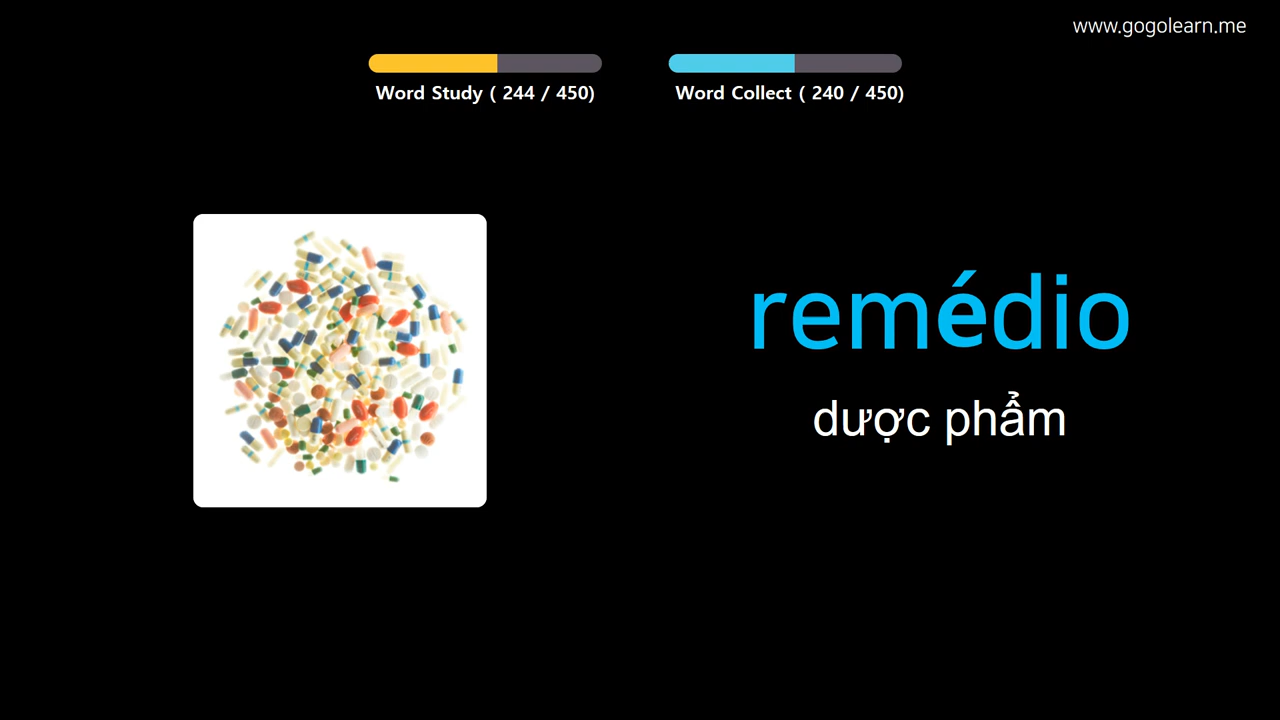 www.gogolearn.me
Word Study ( 244 / 450)
Word Collect ( 240 / 450)
remédio
dược phẩm